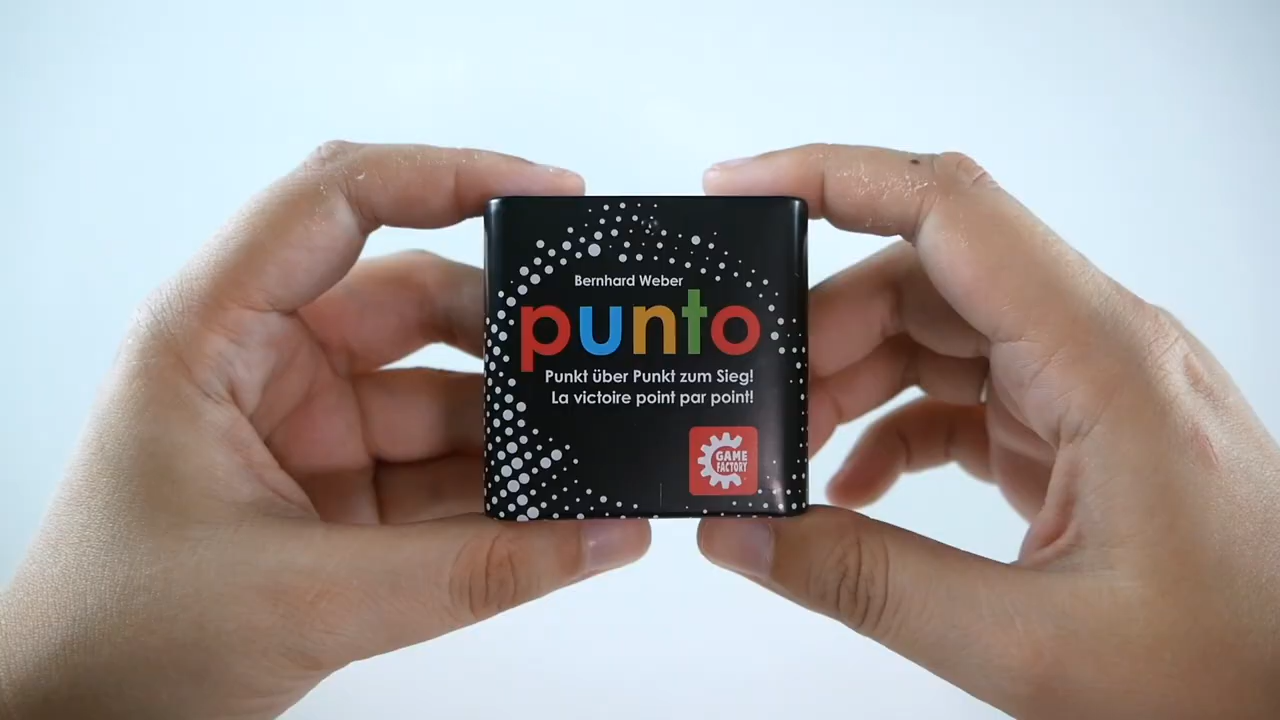 Bernhard Weber
punto
Punkt über Punkt zum Sieg!
La victoire point par point!
GAME
FACTORY